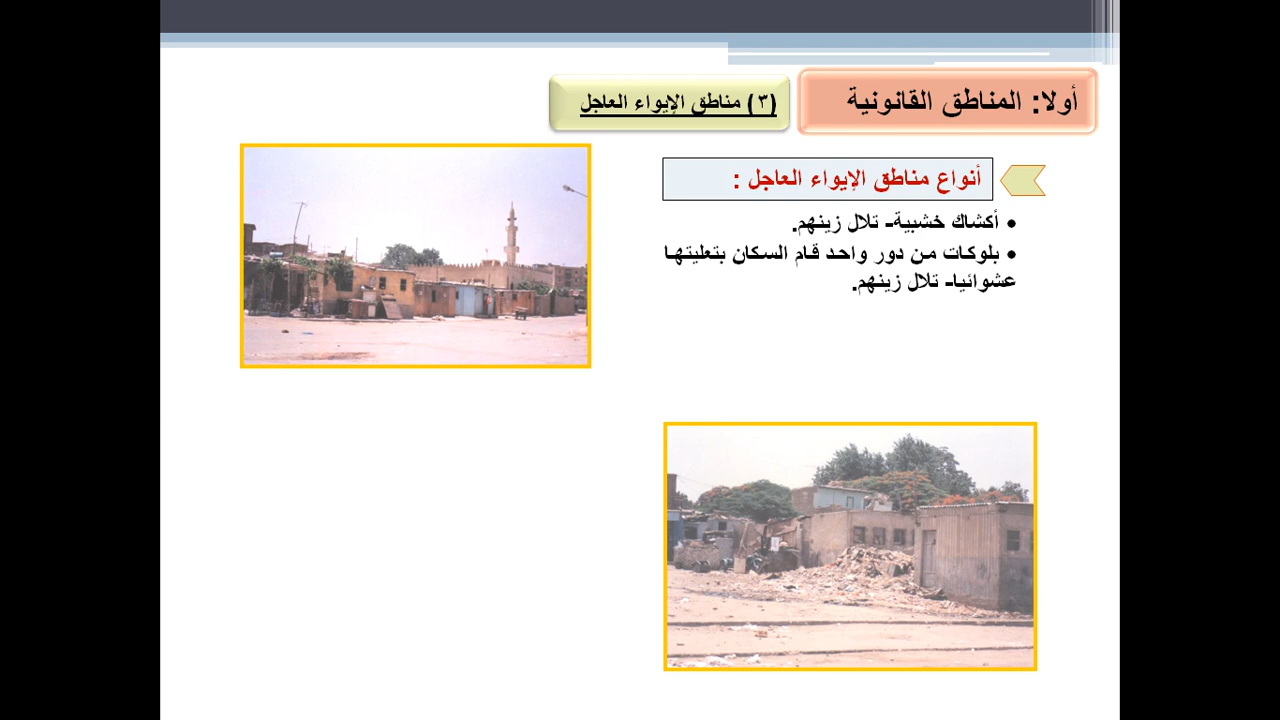 أولا: المناطق القانونية
(٣) مناطق الإيواء العاجل
أنواع مناطق الإيواء العاجل :
• أكشاك خشبية- تلال زينهم.
• بلوكات من دور واحد قام السكان بتعليتها
عشوائيا- تلال زينهم.